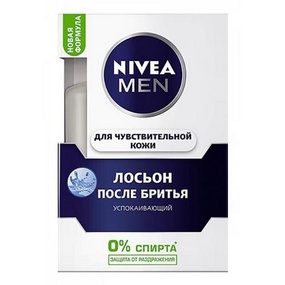 НОВАЯ ФОРМУЛА
NIVEA
MEN
ДЛЯ ЧУВСТВИТЕЛЬНОЙ
КОЖИ
ЛОСЬОН
ПОСЛЕ БРИТЬЯ
УСПОКАИВАЮЩИЙ
0% СПИРТА*
ЗАЩИТА ОТ РАЗДРАЖЕНИЯ